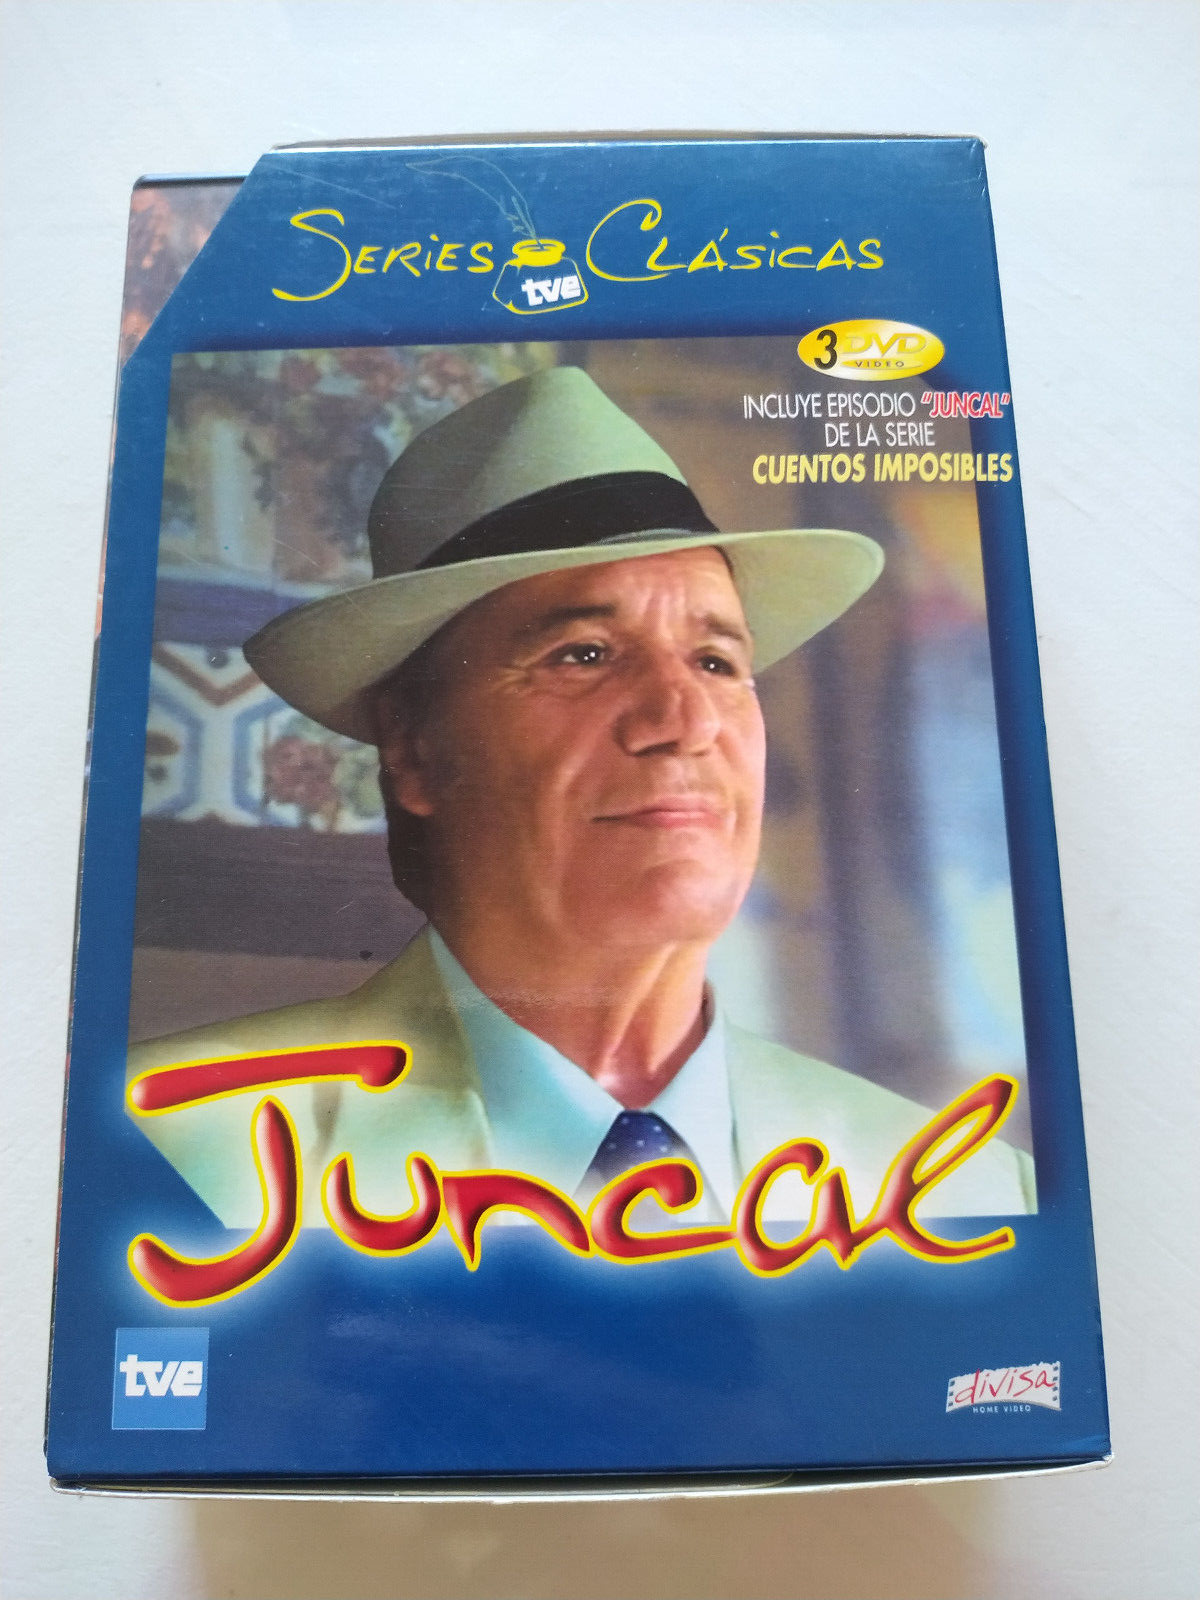 SERIES CLÁSICAS
tve
3 DVD
VIDEO
INCLUYE EPISODIO "JUNCAL"
DE LA SERIE
CUENTOS IMPOSIBLES
Juncal
tve
divisa
HOME VIDEO